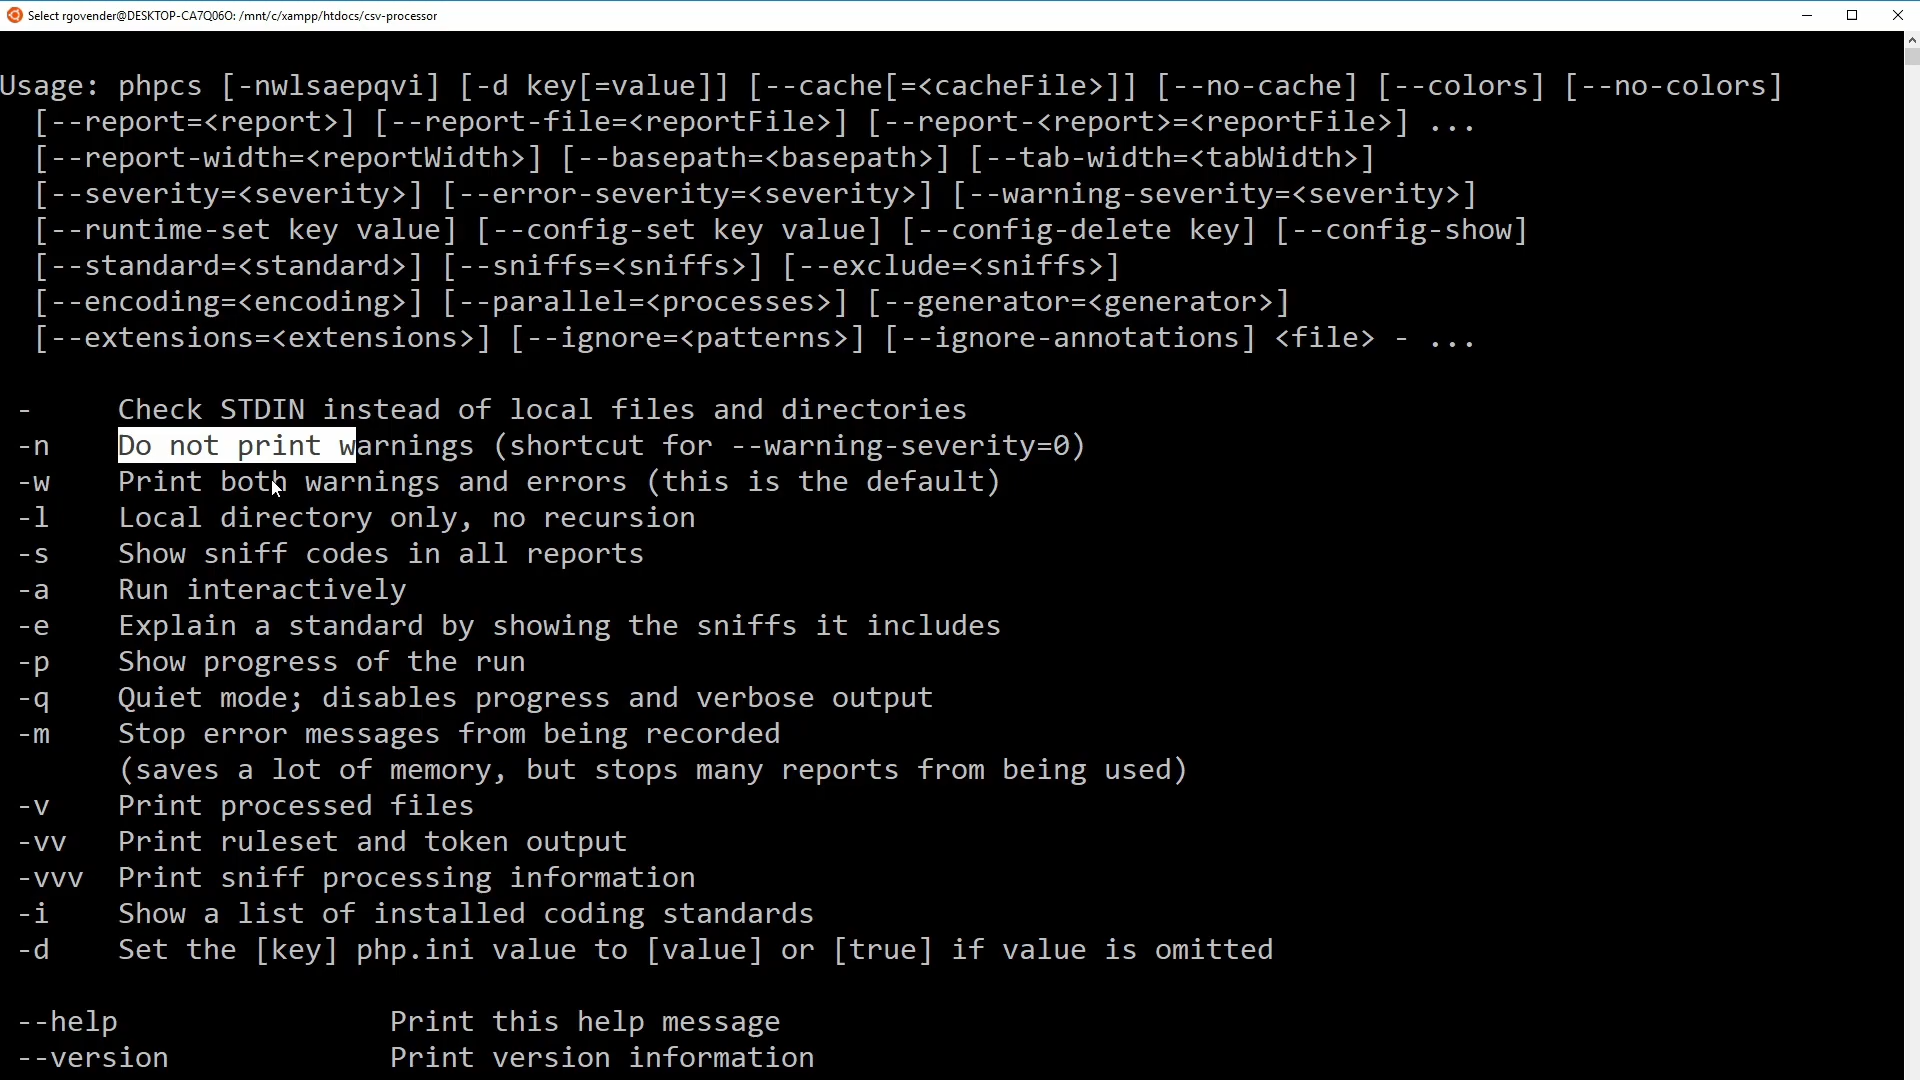 Select rgovender@DESKTOP-CA7Q06O: /mnt/c/xampp/htdocs/csv-processor
Usage: phpcs [-nwlsaepqvi] [-d key[=value]] [--cache[=<cacheFile>]] [--no-cache] [--colors] [--no-colors]
[--report=<report>] [--report-file=<reportFile>] [--report-<report>=<reportFile>] ...
[--report-width=<reportWidth>] [--basepath=<basepath>] [--tab-width=<tabWidth>]
[--severity=<severity>] [--error-severity=<severity>] [--warning-severity=<severity>]
[--runtime-set key value] [--config-set key value] [--config-delete key] [--config-show]
[--standard=<standard>] [--sniffs=<sniffs>] [--exclude=<sniffs>]
[--encoding=<encoding>] [--parallel=<processes>] [--generator=<generator>]
[--extensions=<extensions>] [--ignore=<patterns>] [--ignore-annotations] <file> - ...
- Check STDIN instead of local files and directories
-n Do not print warnings (shortcut for --warning-severity=0)
-w Print both warnings and errors (this is the default)
-l Local directory only, no recursion
-s Show sniff codes in all reports
-a Run interactively
-e Explain a standard by showing the sniffs it includes
-p Show progress of the run
-q Quiet mode; disables progress and verbose output
-m Stop error messages from being recorded
(saves a lot of memory, but stops many reports from being used)
-v Print processed files
-vv Print ruleset and token output
-vvv Print sniff processing information
-i Show a list of installed coding standards
-d Set the [key] php.ini value to [value] or [true] if value is omitted
--help Print this help message
--version Print version information